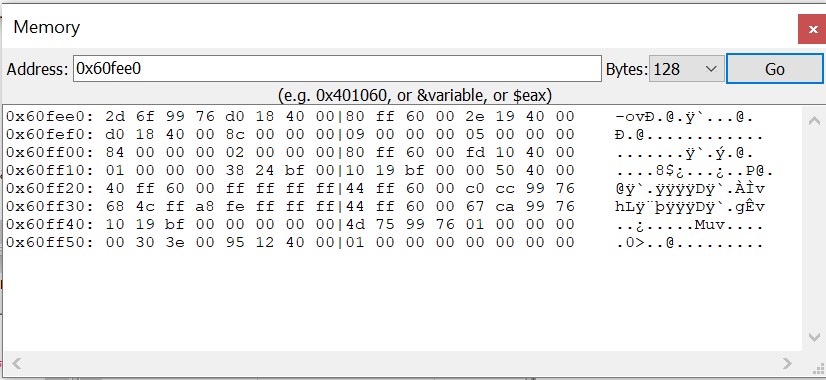 Memory
x
Address: 0x60fee0 Bytes: 128 Go
(e.g. 0x401060, or &variable, or $eax)
0x60fee0: 2d 6f 99 76 d0 18 40 00|80 ff 60 00 2e 19 40 00 -ovÐ.@.ÿ`...@.
0x60fef0: d0 18 40 00 8c 00 00 00|09 00 00 00 05 00 00 00 Ð.@............
0x60ff00: 84 00 00 00 02 00 00 00|80 ff 60 00 fd 10 40 00 .......ÿ`.ý.@.
0x60ff10: 01 00 00 00 38 24 bf 00|10 19 bf 00 00 00 50 40 00 ....8$¿...¿..P@.
0x60ff20: 40 ff 60 00 ff ff ff ff|44 ff 60 00 c0 cc 99 76 @ÿ`.ÿÿÿÿDÿ`.ÀÌv
0x60ff30: 68 4c ff a8 fe ff ff ff|44 ff 60 00 67 ca 99 76 hLÿ¨þÿÿÿDÿ`.gÊv
0x60ff40: 10 19 bf 00 00 00 00 00|4d 75 99 76 01 00 00 00 ..¿.....Muv....
0x60ff50: 00 30 3e 00 95 12 40 00|01 00 00 00 00 00 00 00 .0>..@.........